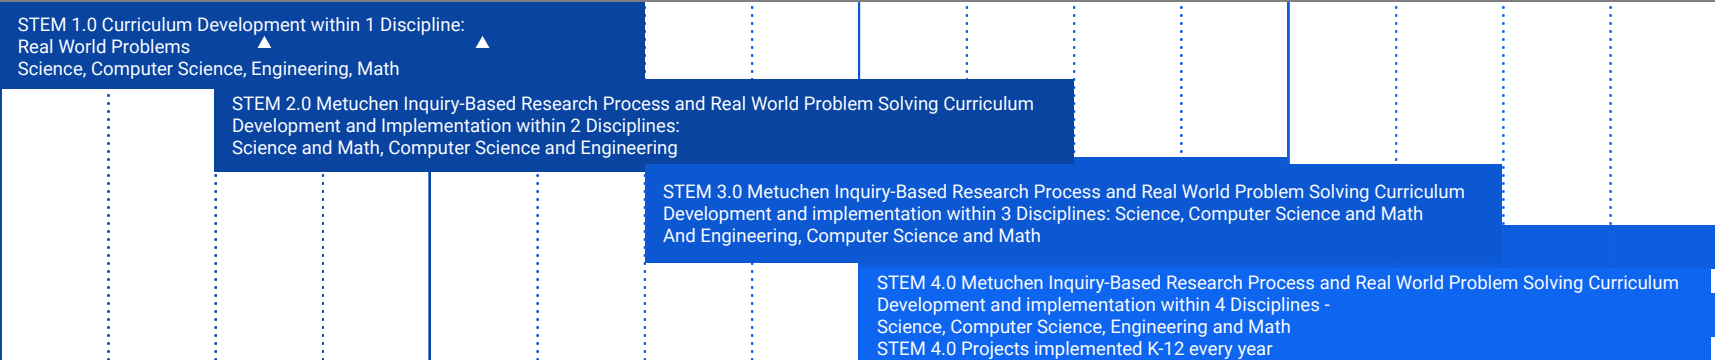 STEM 1.0 Curriculum Development within 1 Discipline:
Real World Problems
Science, Computer Science, Engineering, Math
STEM 2.0 Metuchen Inquiry-Based Research Process and Real World Problem Solving Curriculum
Development and Implementation within 2 Disciplines:
Science and Math, Computer Science and Engineering
STEM 3.0 Metuchen Inquiry-Based Research Process and Real World Problem Solving Curriculum
Development and implementation within 3 Disciplines: Science, Computer Science and Math
And Engineering, Computer Science and Math
STEM 4.0 Metuchen Inquiry-Based Research Process and Real World Problem Solving Curriculum
Development and implementation within 4 Disciplines -
Science, Computer Science, Engineering and Math
STEM 4.0 Projects implemented K-12 every year